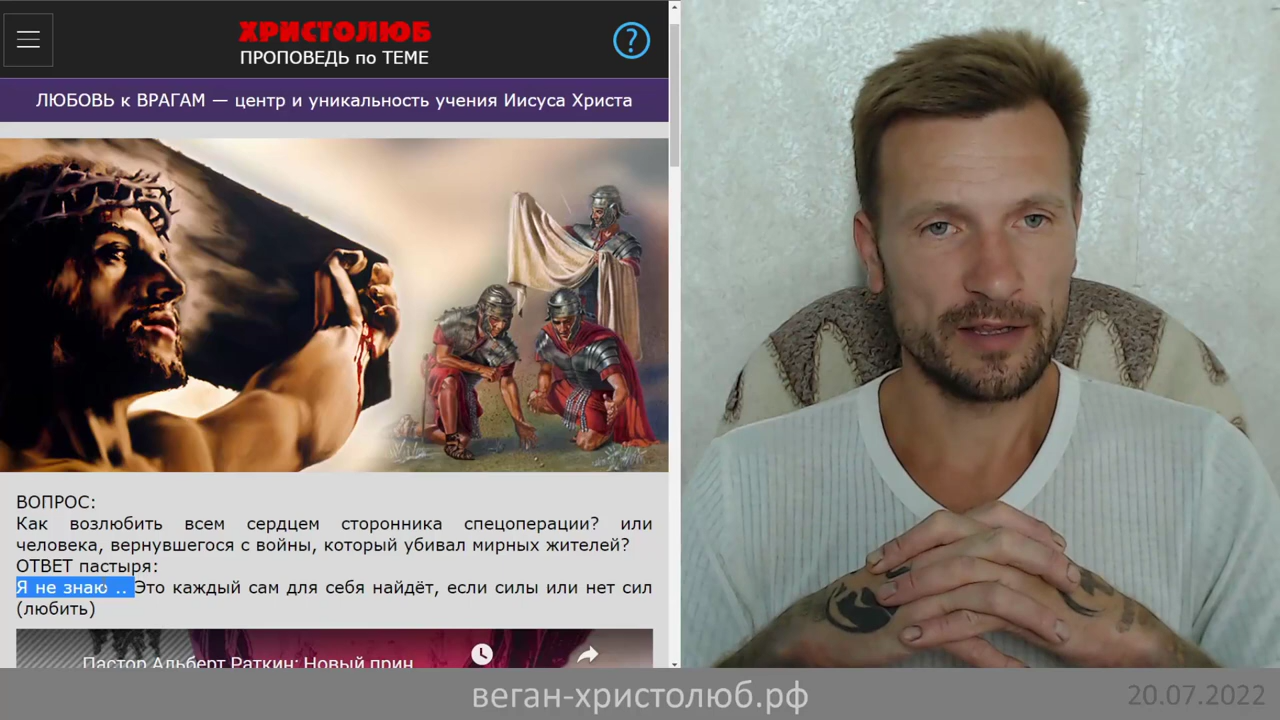 ХРИСТОЛЮБ
ПРОПОВЕДЬ по ТЕМЕ
?
ЛЮБОВЬ к ВРАГАМ — центр и уникальность учения Иисуса Христа
ВОПРОС:
Как возлюбить всем сердцем сторонника спецоперации? или
человека, вернувшегося с войны, который убивал мирных жителей?
ОТВЕТ пастыря:
Я не знаю .. Это каждый сам для себя найдёт, если силы или нет сил
(любить)
Пастор Альберт Раткин: Новый прин
веган-христолюб.рф
20.07.2022